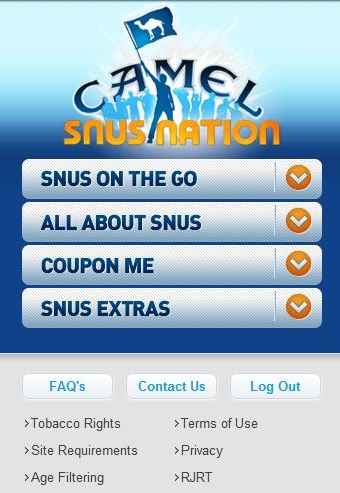 CAMEL
SNUS NATION
SNUS ON THE GO
ALL ABOUT SNUS
COUPON ME
SNUS EXTRAS
FAQ's Contact Us Log Out
Tobacco Rights Terms of Use
Site Requirements Privacy
Age Filtering RJRT